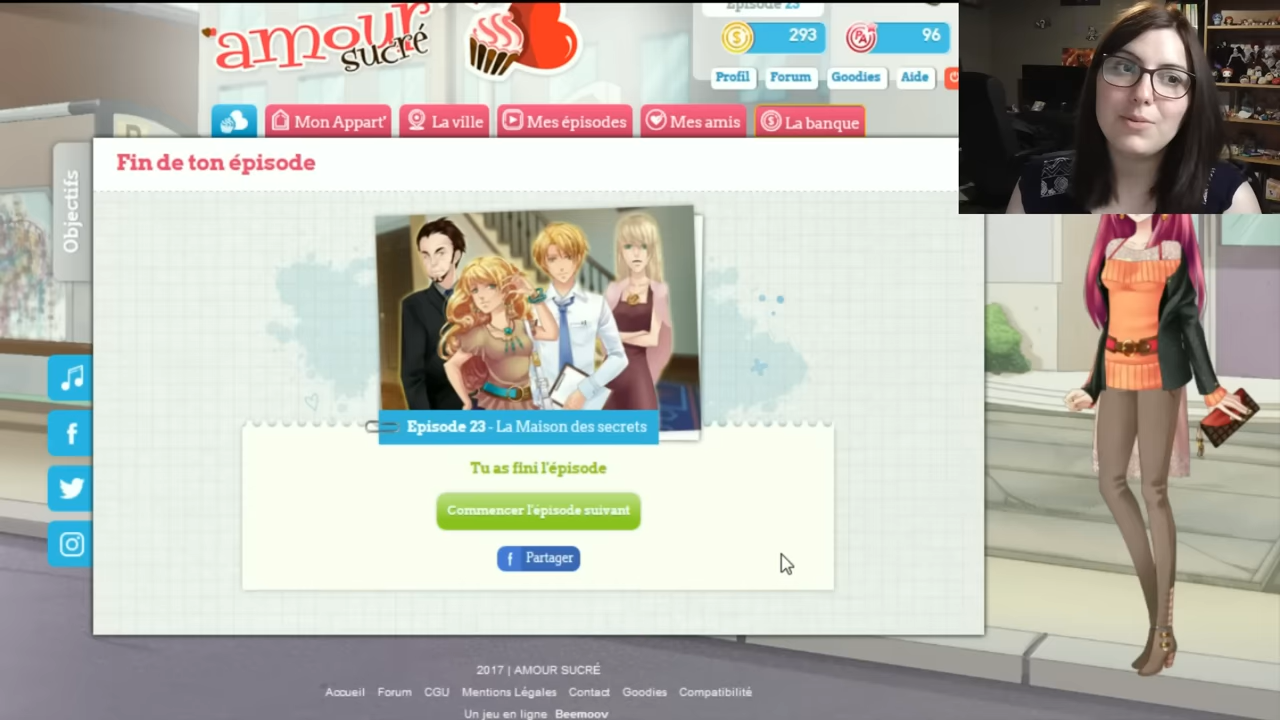 amour
sucré
Episode 23
293
96
Profil
Forum
Goodies
Aide
Mon Appart'
La ville
Mes épisodes
Mes amis
La banque
Fin de ton épisode
Objectifs
Episode 23 - La Maison des secrets
Tu as fini l'épisode
Commencer l'épisode suivant
Partager
2017 | AMOUR SUCRÉ
Accueil Forum CGU Mentions Légales Contact Goodies Compatibilité
Un jeu en ligne Beemoov